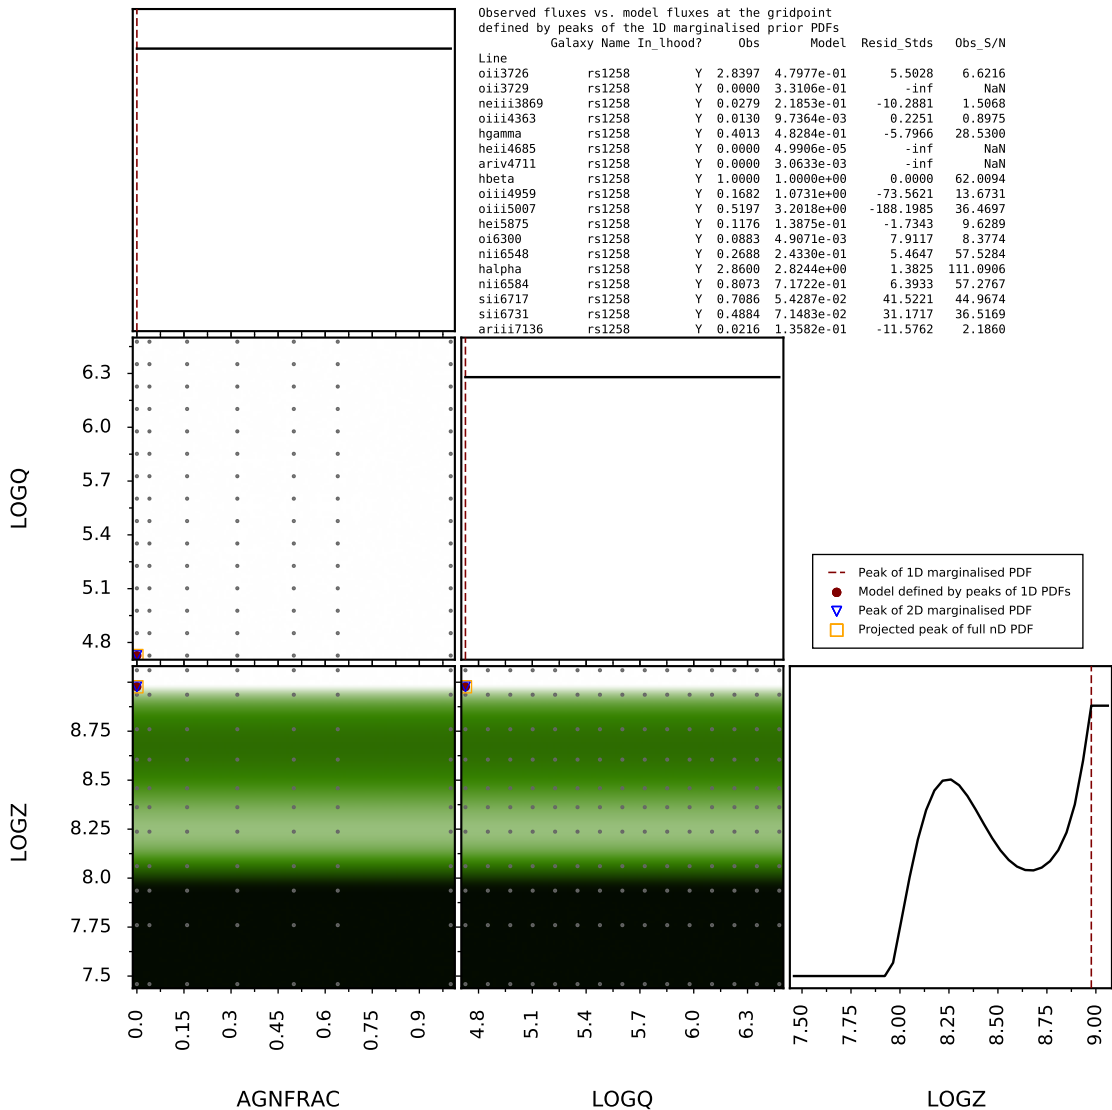 Observed fluxes vs. model fluxes at the gridpoint
defined by peaks of the 1D marginalised prior PDFs
Galaxy Name In_lhood? Obs Model Resid_Stds Obs_S/N
Line
oii3726 rs1258 Y 2.8397 4.7977e-01 5.5028 6.6216
oii3729 rs1258 Y 0.0000 3.3106e-01 -inf NaN
neiii3869 rs1258 Y 0.0279 2.1853e-01 -10.2881 1.5068
oiii4363 rs1258 Y 0.0130 9.7364e-03 0.2251 0.8975
hgamma rs1258 Y 0.4013 4.8284e-01 -5.7966 28.5300
heii4685 rs1258 Y 0.0000 4.9906e-05 -inf NaN
ariv4711 rs1258 Y 0.0000 3.0633e-03 -inf NaN
hbeta rs1258 Y 1.0000 1.0000e+00 0.0000 62.0094
oiii4959 rs1258 Y 0.1682 1.0731e+00 -73.5621 13.6731
oiii5007 rs1258 Y 0.5197 3.2018e+00 -188.1985 36.4697
hei5875 rs1258 Y 0.1176 1.3875e-01 -1.7343 9.6289
oi6300 rs1258 Y 0.0883 4.9071e-03 7.9117 8.3774
nii6548 rs1258 Y 0.2688 2.4330e-01 5.4647 57.5284
halpha rs1258 Y 2.8600 2.8244e+00 1.3825 111.0906
nii6584 rs1258 Y 0.8073 7.1722e-01 6.3933 57.2767
sii6717 rs1258 Y 0.7086 5.4287e-02 41.5221 44.9674
sii6731 rs1258 Y 0.4884 7.1483e-02 31.1717 36.5169
ariii7136 rs1258 Y 0.0216 1.3582e-01 -11.5762 2.1860
6.3
6.0
5.7
5.4
5.1
4.8
LOGQ
Peak of 1D marginalised PDF
Model defined by peaks of 1D PDFs
Peak of 2D marginalised PDF
Projected peak of full nD PDF
8.75
8.5
8.25
8.0
7.75
7.5
LOGZ
0.0 0.15 0.3 0.45 0.6 0.75 0.9
4.8 5.1 5.4 5.7 6.0 6.3
7.50 7.75 8.00 8.25 8.50 8.75 9.00
AGNFRAC LOGQ LOGZ